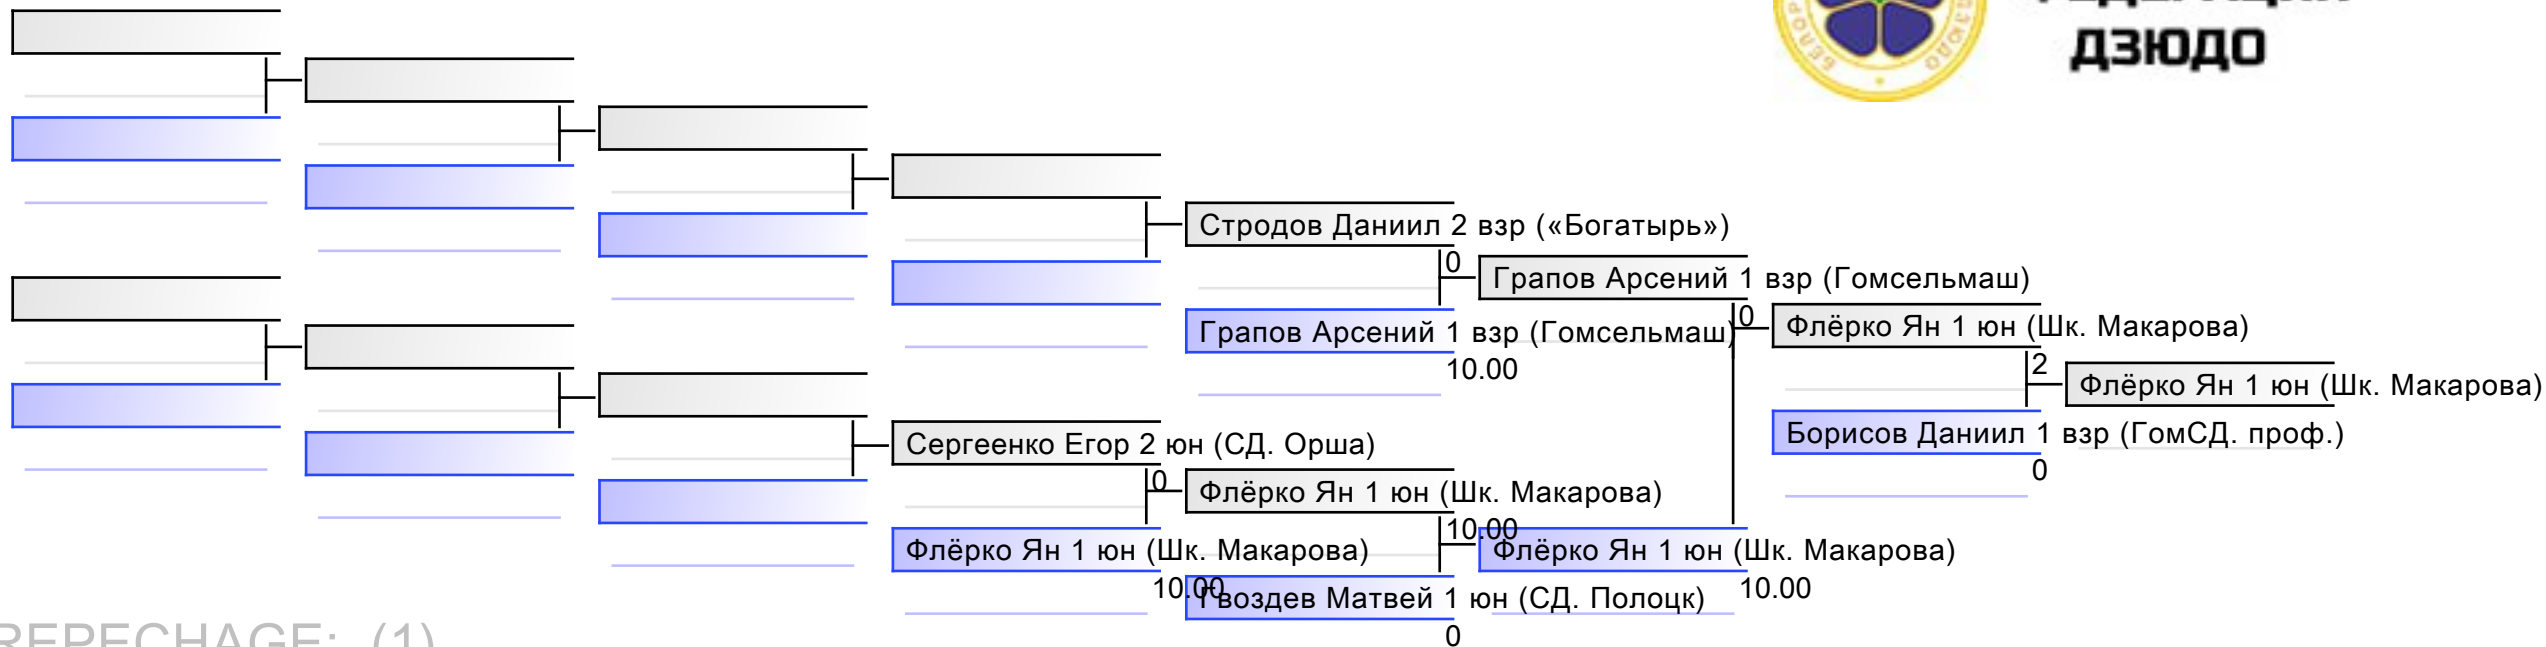 ДЗЮДО
Стродов Даниил 2 взр («Богатырь»)
0
Грапов Арсений 1 взр (Гомсельмаш)
Грапов Арсений 1 взр (Гомсельмаш)
10.00
0
Флёрко Ян 1 юн (Шк. Макарова)
2
Флёрко Ян 1 юн (Шк. Макарова)
Борисов Даниил 1 взр (ГомСД. проф.)
0
Сергеенко Егор 2 юн (СД. Орша)
0
Флёрко Ян 1 юн (Шк. Макарова)
10.00
Флёрко Ян 1 юн (Шк. Макарова)
10.00
Флёрко Ян 1 юн (Шк. Макарова)
10.00
Гвоздев Матвей 1 юн (СД. Полоцк)
0
REPECHAGE: (1)